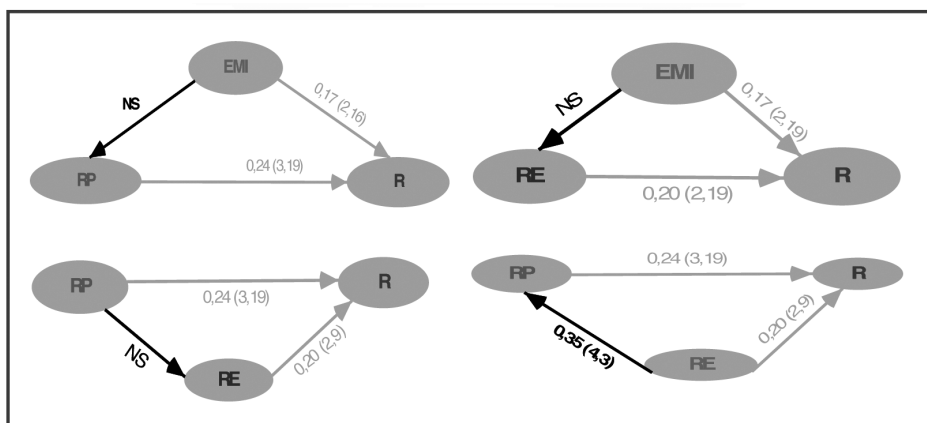 EMI
NS
0,17 (2,16)
RP
0,24 (3,19)
R
EMI
NS
0,17 (2,19)
RE
0,20 (2,19)
R
RP
0,24 (3,19)
R
NS
0,20 (2,9)
RE
RP
0,24 (3,19)
R
0,35 (4,3)
0,20 (2,9)
RE